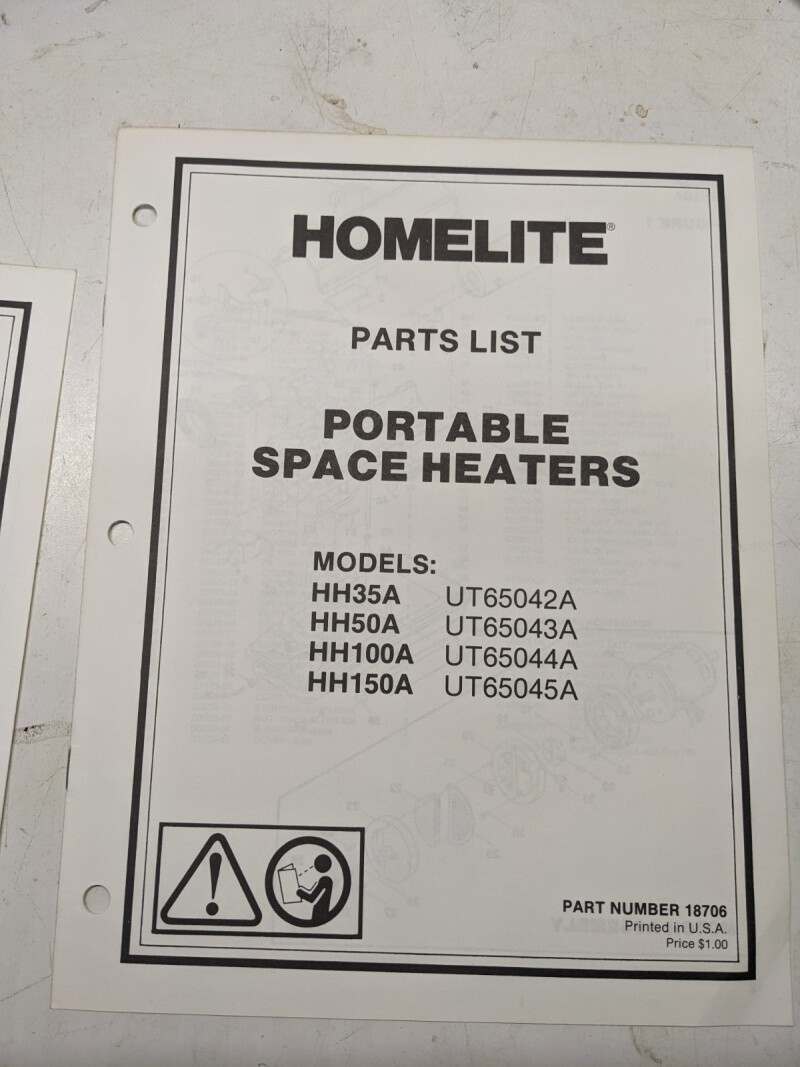 HOMELITE®
PARTS LIST
PORTABLE
SPACE HEATERS
MODELS:
HH35A UT65042A
HH50A UT65043A
HH100A UT65044A
HH150A UT65045A
PART NUMBER 18706
Printed in U.S.A.
Price $1.00